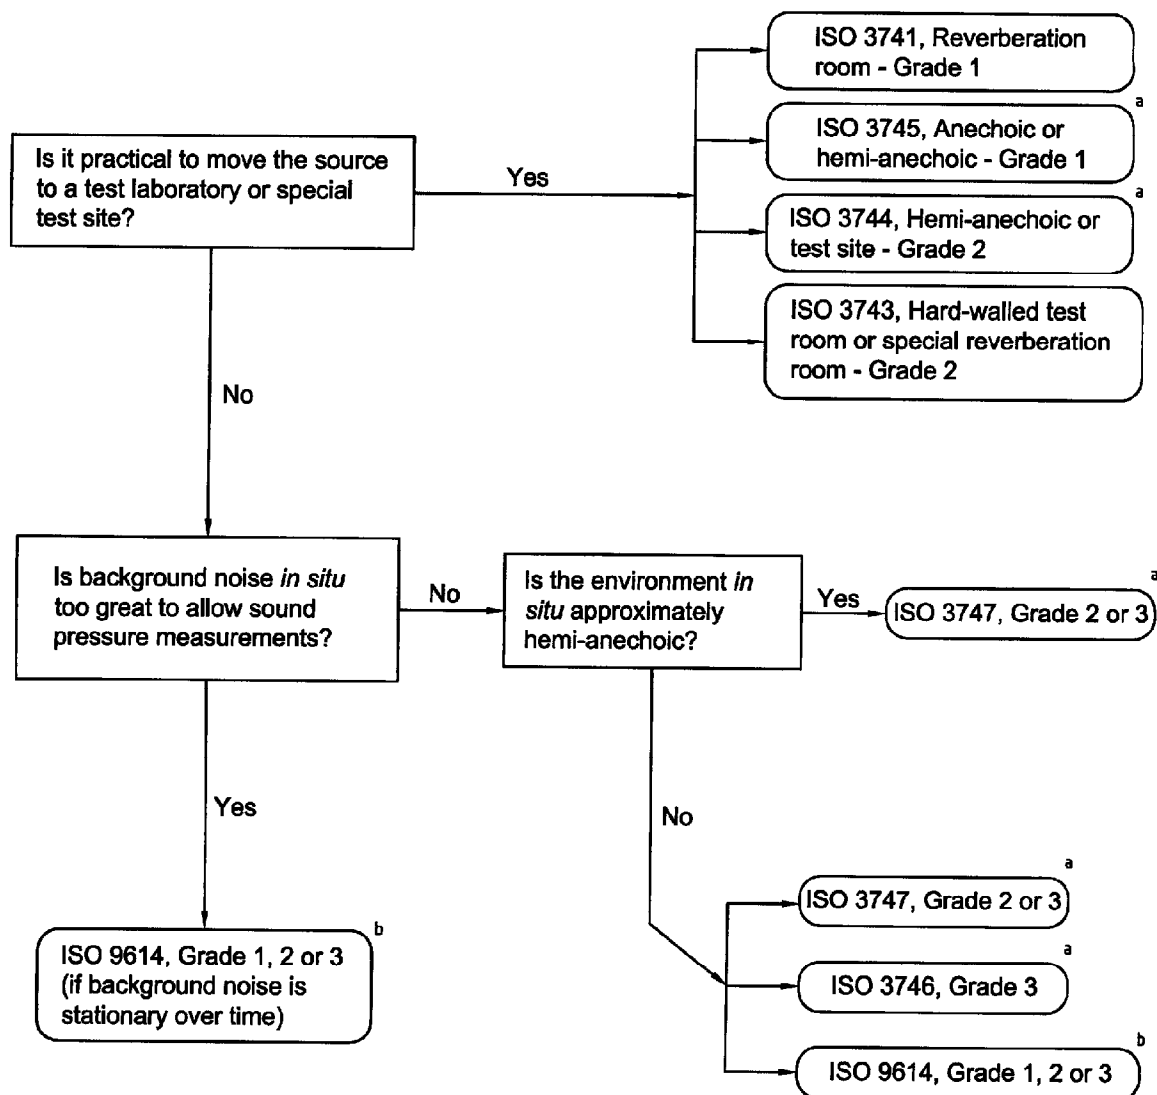 ISO 3741, Reverberation
room - Grade 1
a
ISO 3745, Anechoic or
hemi-anechoic - Grade 1
Is it practical to move the source
to a test laboratory or special
test site?
Yes
a
ISO 3744, Hemi-anechoic or
test site - Grade 2
ISO 3743, Hard-walled test
room or special reverberation
room - Grade 2
No
Is background noise in situ
too great to allow sound
pressure measurements?
No
Is the environment in
situ approximately
hemi-anechoic?
Yes
a
ISO 3747, Grade 2 or 3
Yes
No
b
ISO 9614, Grade 1, 2 or 3
(if background noise is
stationary over time)
a
ISO 3747, Grade 2 or 3
a
ISO 3746, Grade 3
b
ISO 9614, Grade 1, 2 or 3